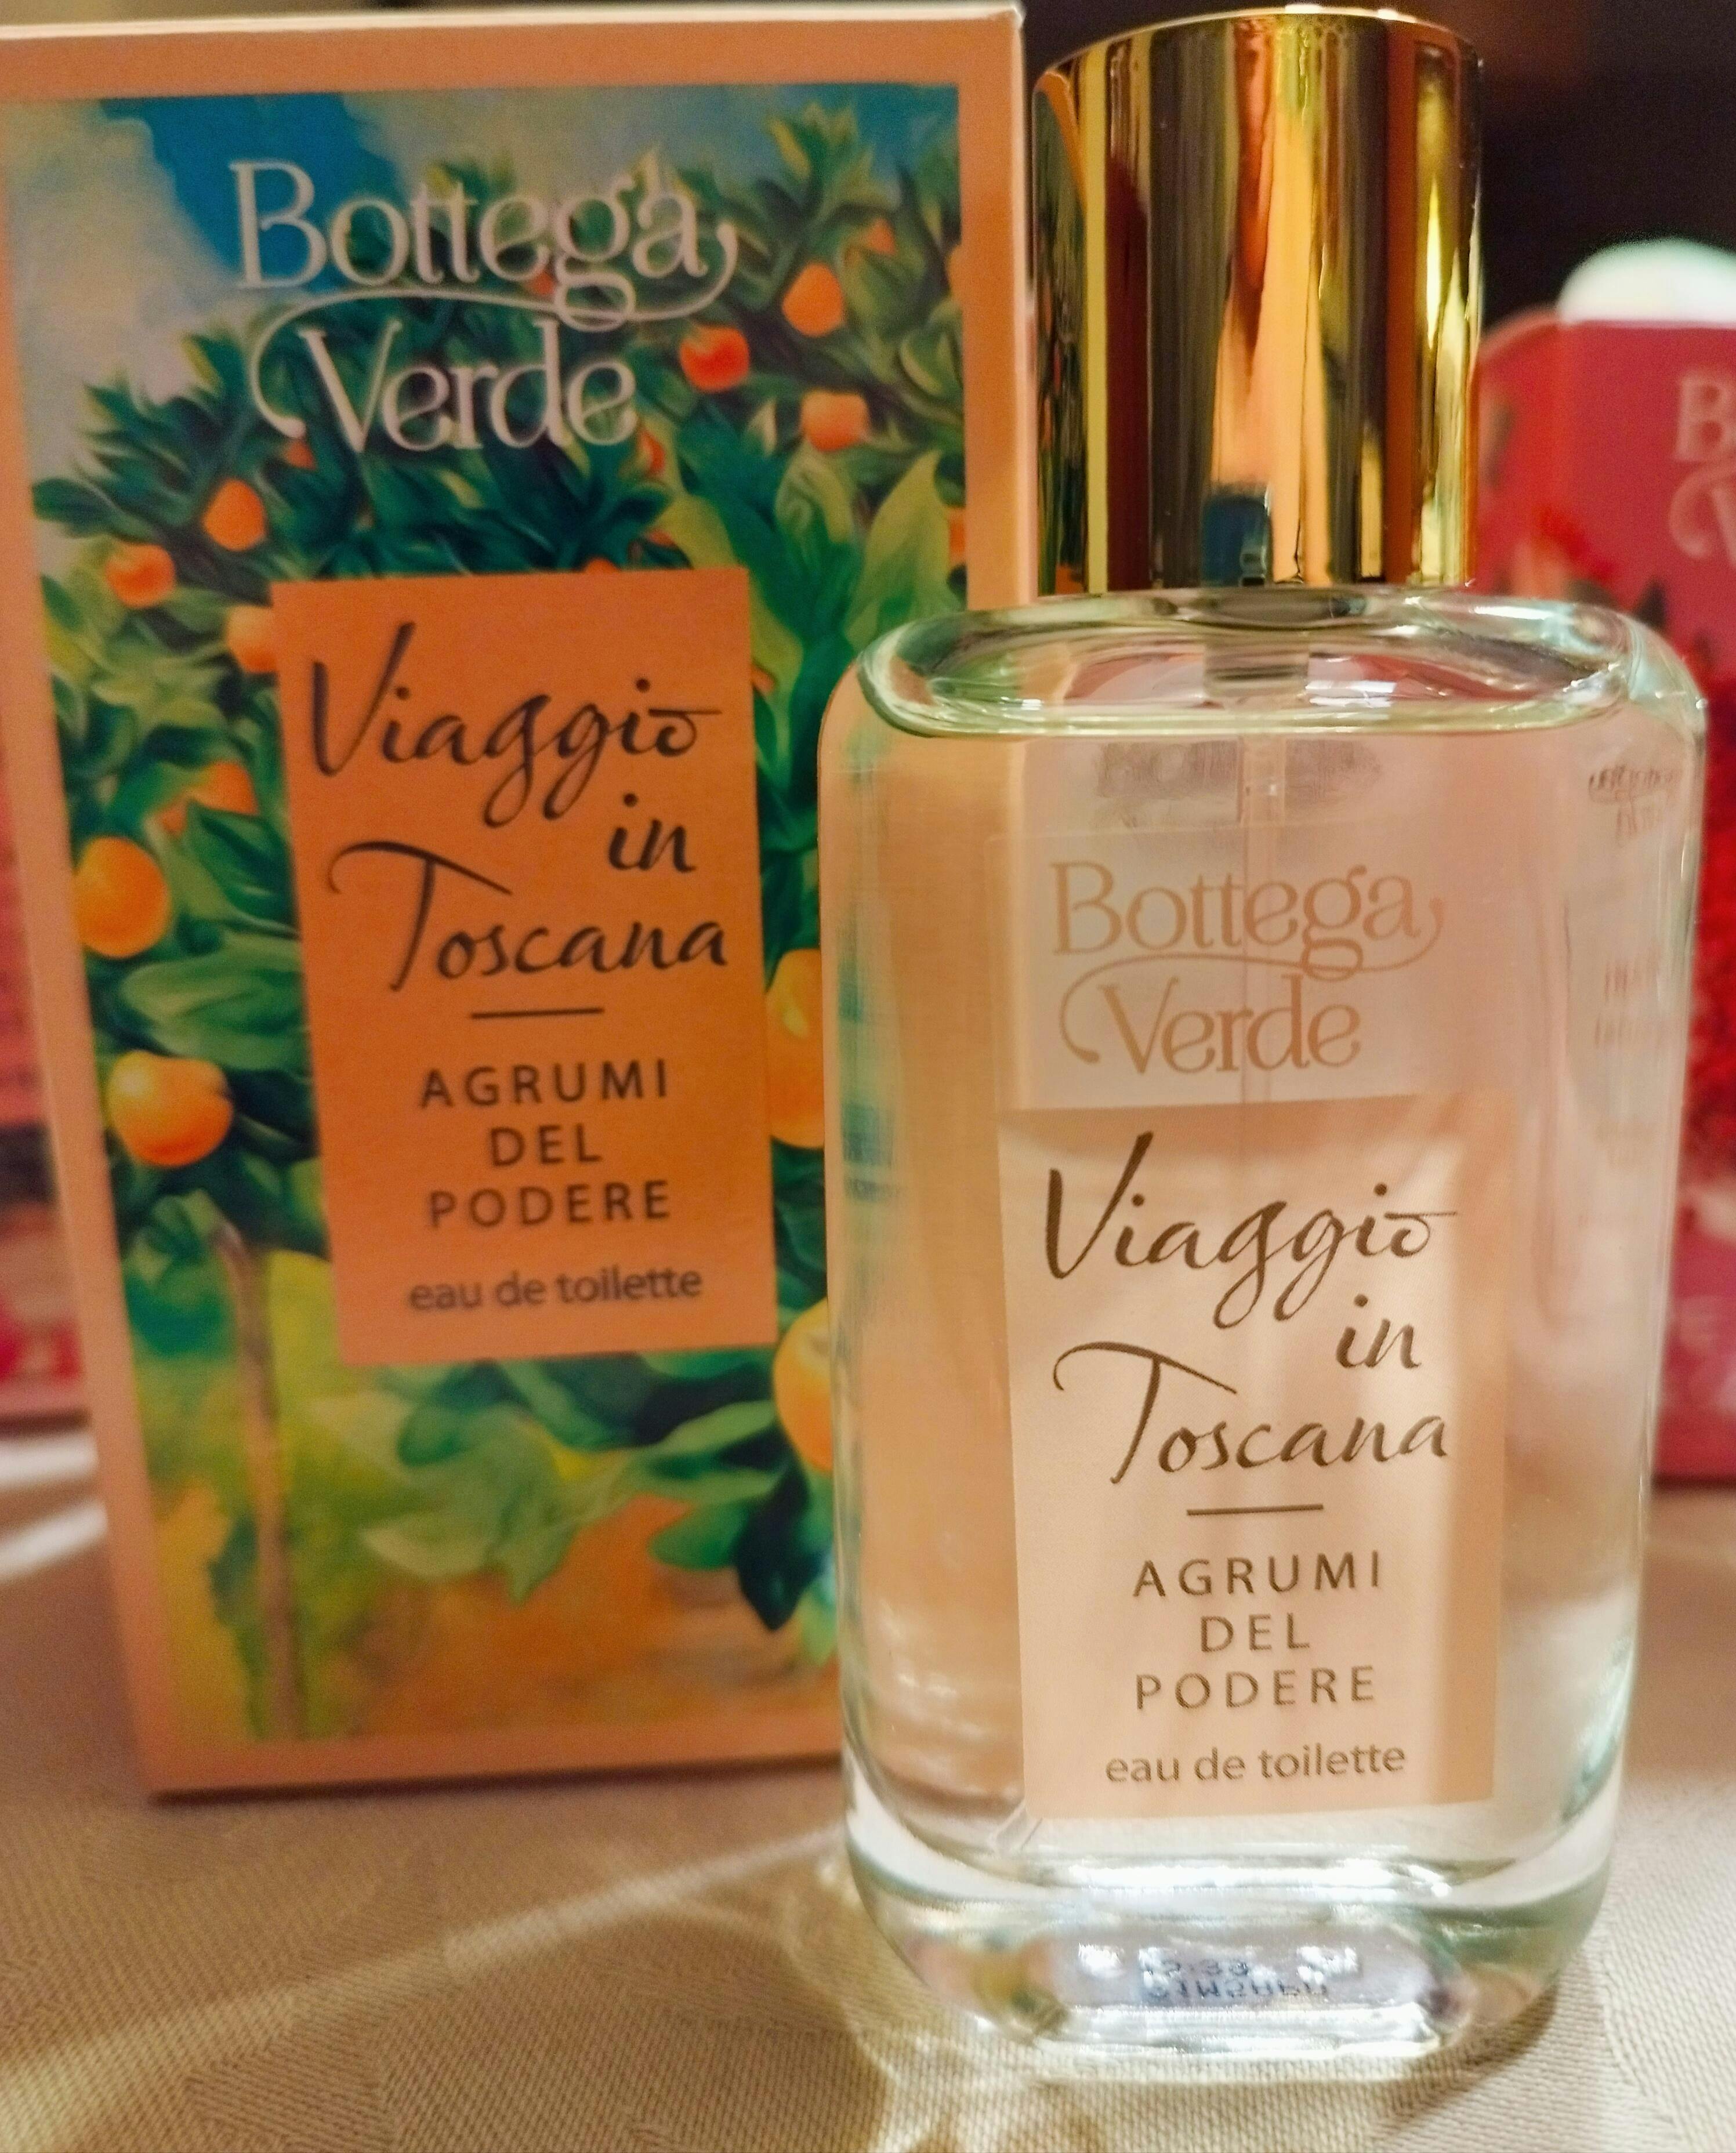 Bottega
Verde
Viaggio
in
Toscana
AGRUMI
DEL
PODERE
eau de toilette
Bottega
Verde
Viaggio
in
Toscana
AGRUMI
DEL
PODERE
eau de toilette